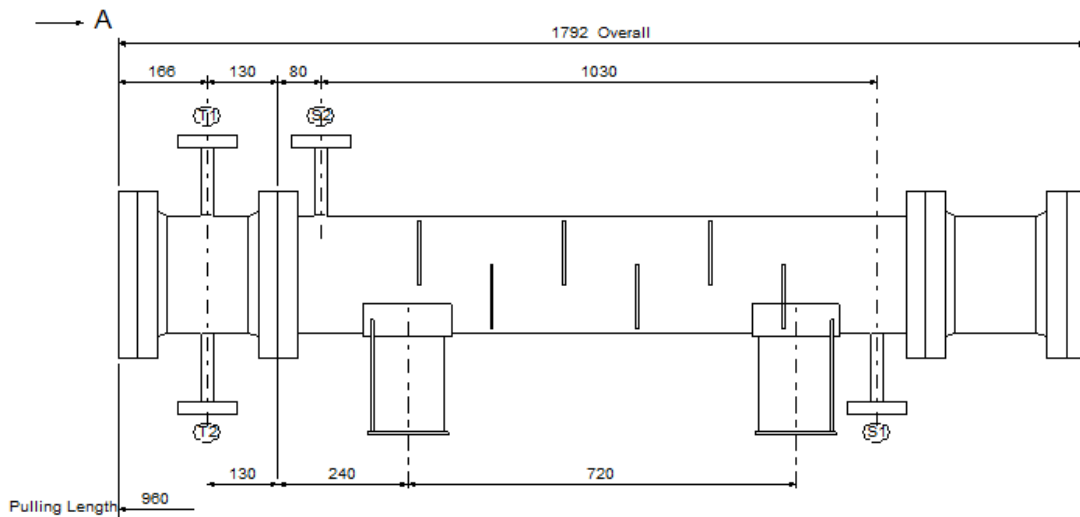 A
1792 Overall
166 130 80 1030
T1 S2
T2 S1
130 240 720
Pulling Length 960